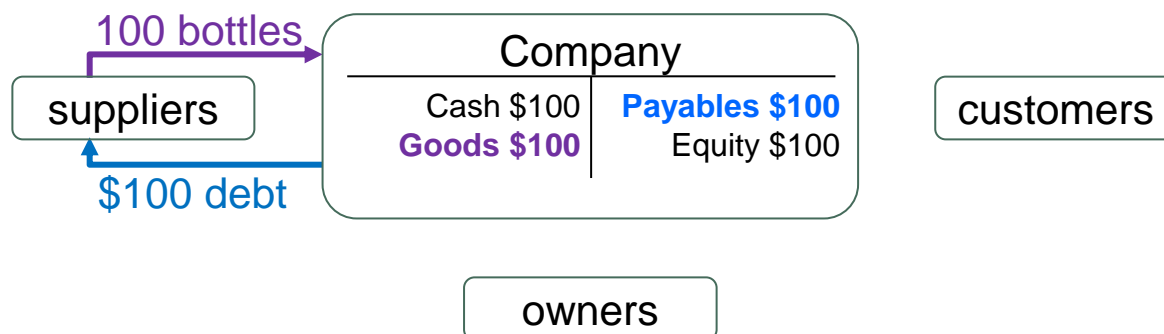 100 bottles
Company
suppliers
Cash $100
Payables $100
customers
Goods $100
Equity $100
$100 debt
owners